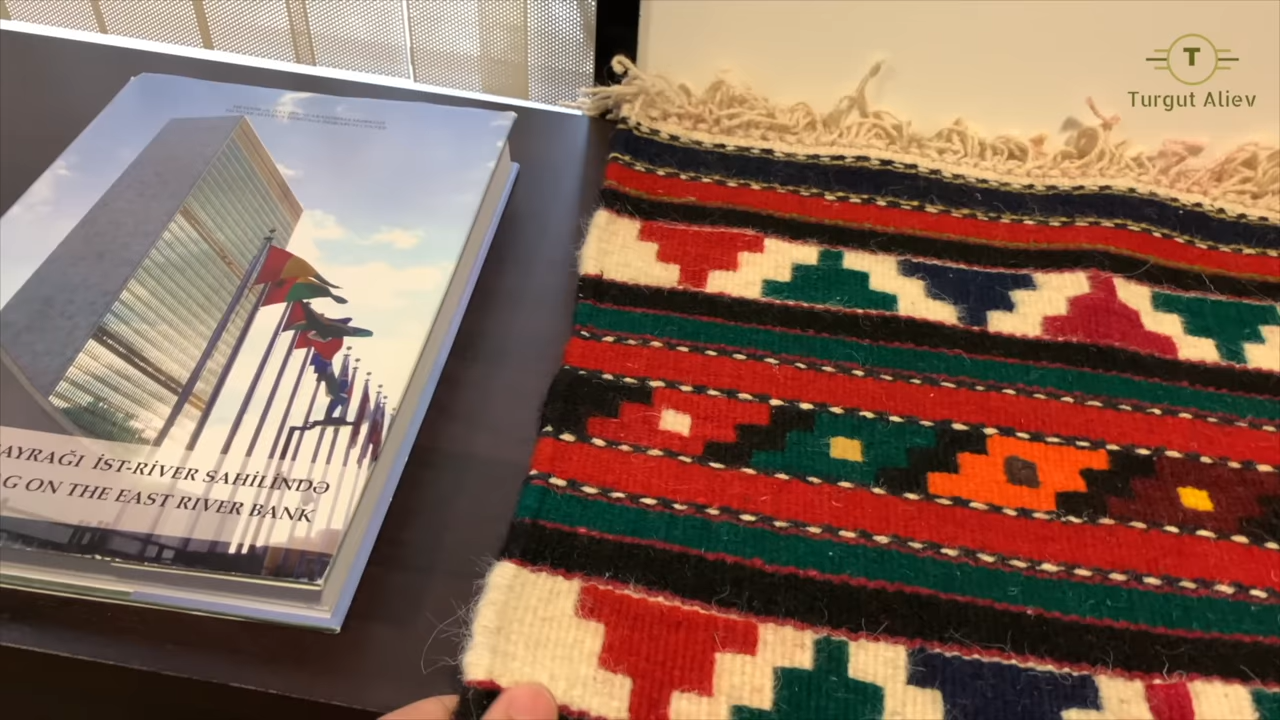 T
Turgut Aliev
AYRAĞI İST-RİVER SAHİLİNDƏ
G ON THE EAST RIVER BANK